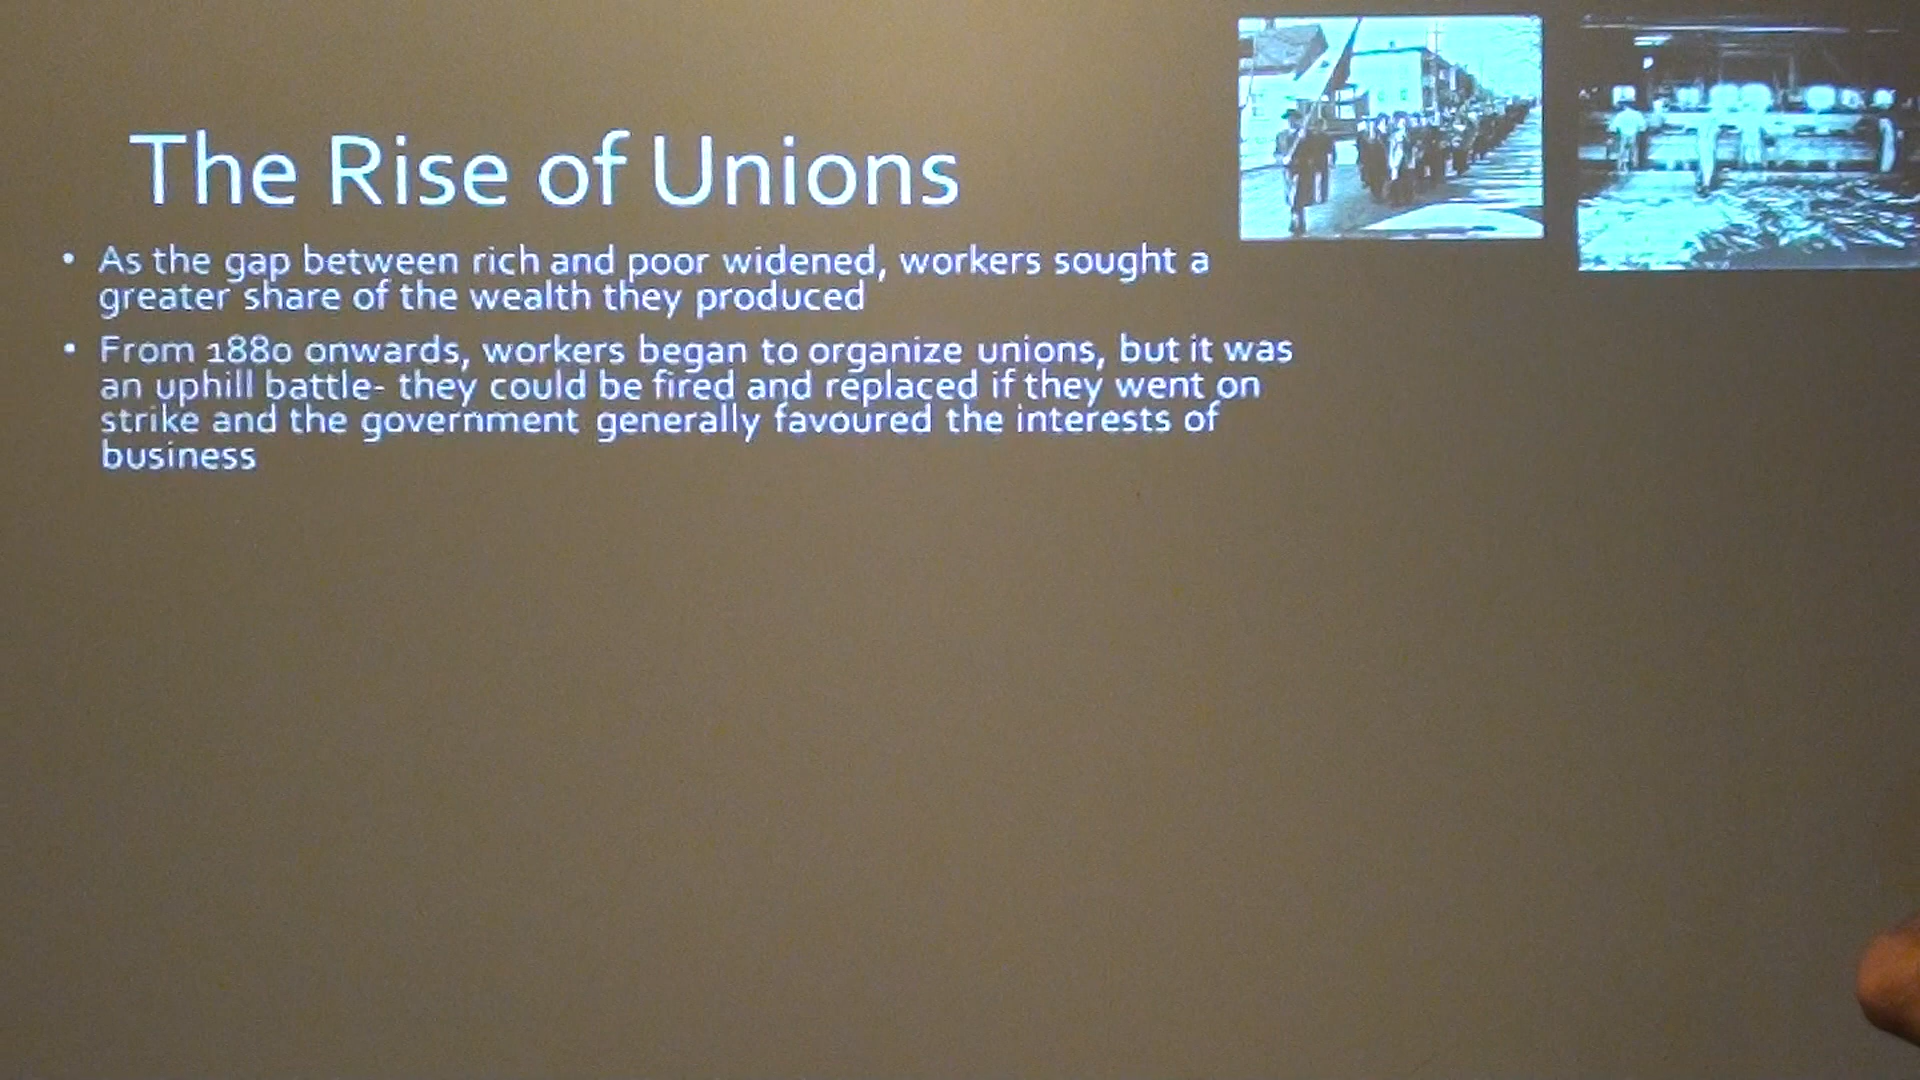 The Rise of Unions
• As the gap between rich and poor widened, workers sought a
greater share of the wealth they produced
• From 1880 onwards, workers began to organize unions, but it was
an uphill battle- they could be fired and replaced if they went on
strike and the government generally favoured the interests of
business